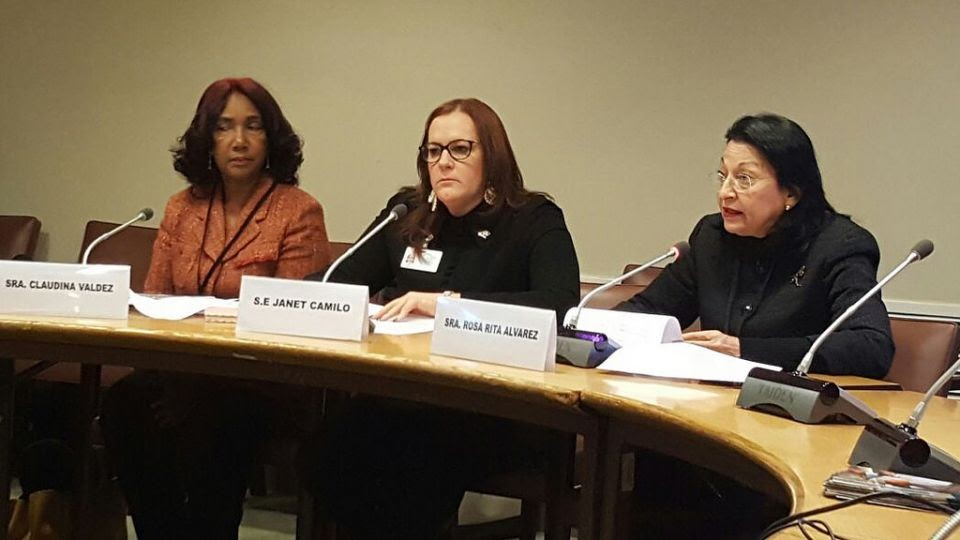 SRA. CLAUDINA VALDEZ
S.E JANET CAMILO
SRA. ROSA RITA ALVAREZ
TAIDEN